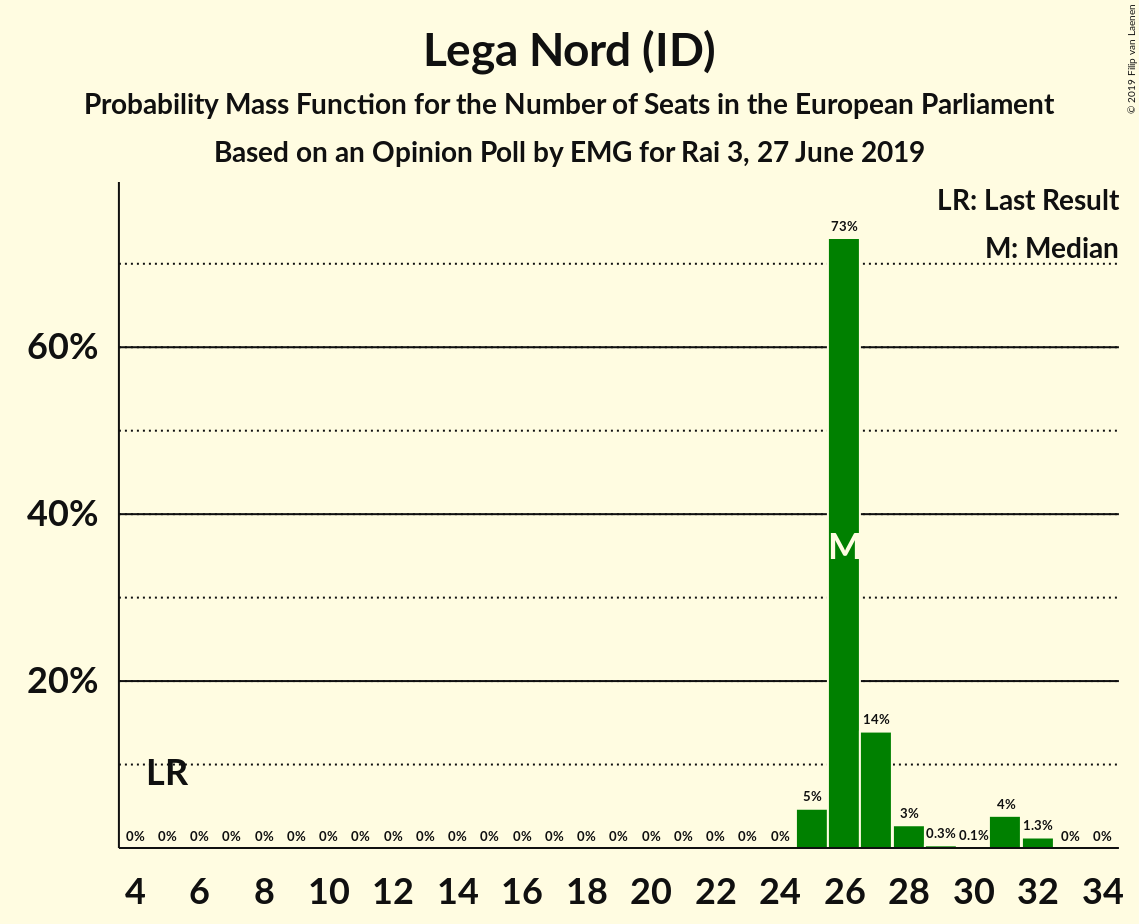 Lega Nord (ID)
Probability Mass Function for the Number of Seats in the European Parliament
Based on an Opinion Poll by EMG for Rai 3, 27 June 2019
© 2019 Filip van Laenen
LR: Last Result
M: Median
73%
60%
40%
M
20%
14%
LR
5%
4%
3%
1.3%
0.3%
0.1%
0% 0% 0% 0% 0% 0% 0% 0% 0% 0% 0% 0% 0% 0% 0% 0% 0% 0% 0% 0% 0% 0% 0%
4 6 8 10 12 14 16 18 20 22 24 26 28 30 32 34